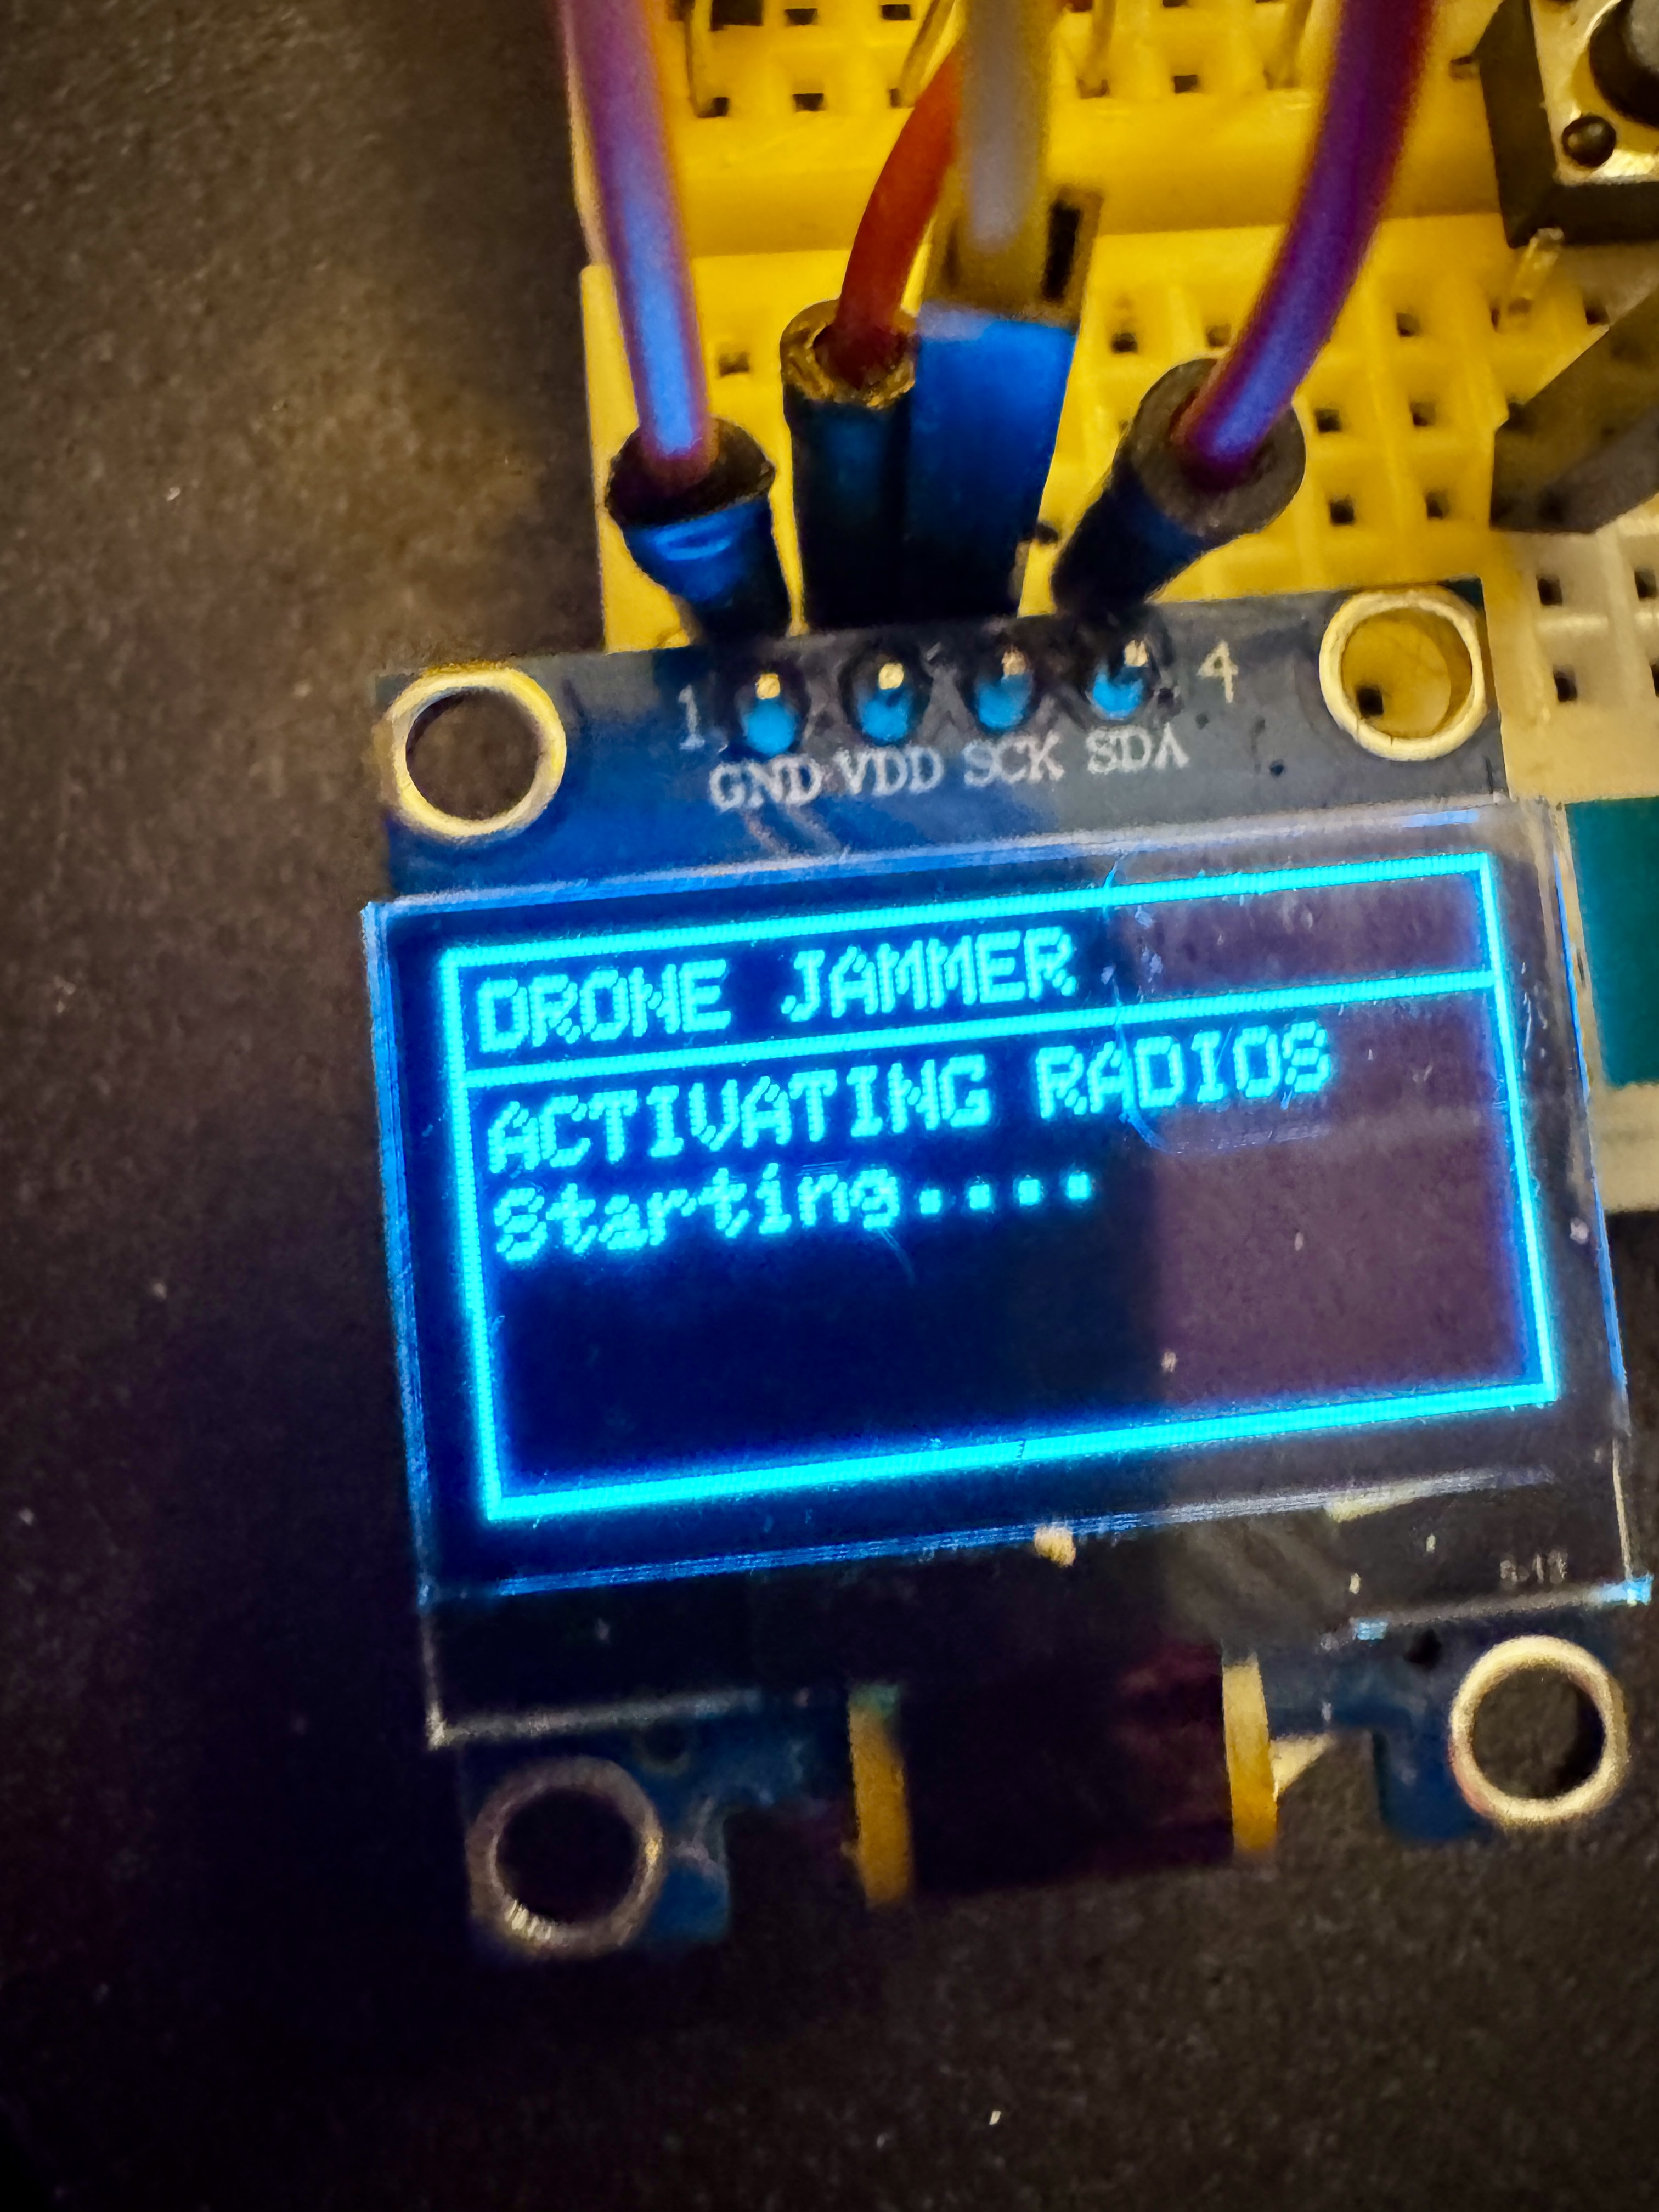 1 4
GND VDD SCK SDA
DRONE JAMMER
ACTIVATING RADIOS
Starting....